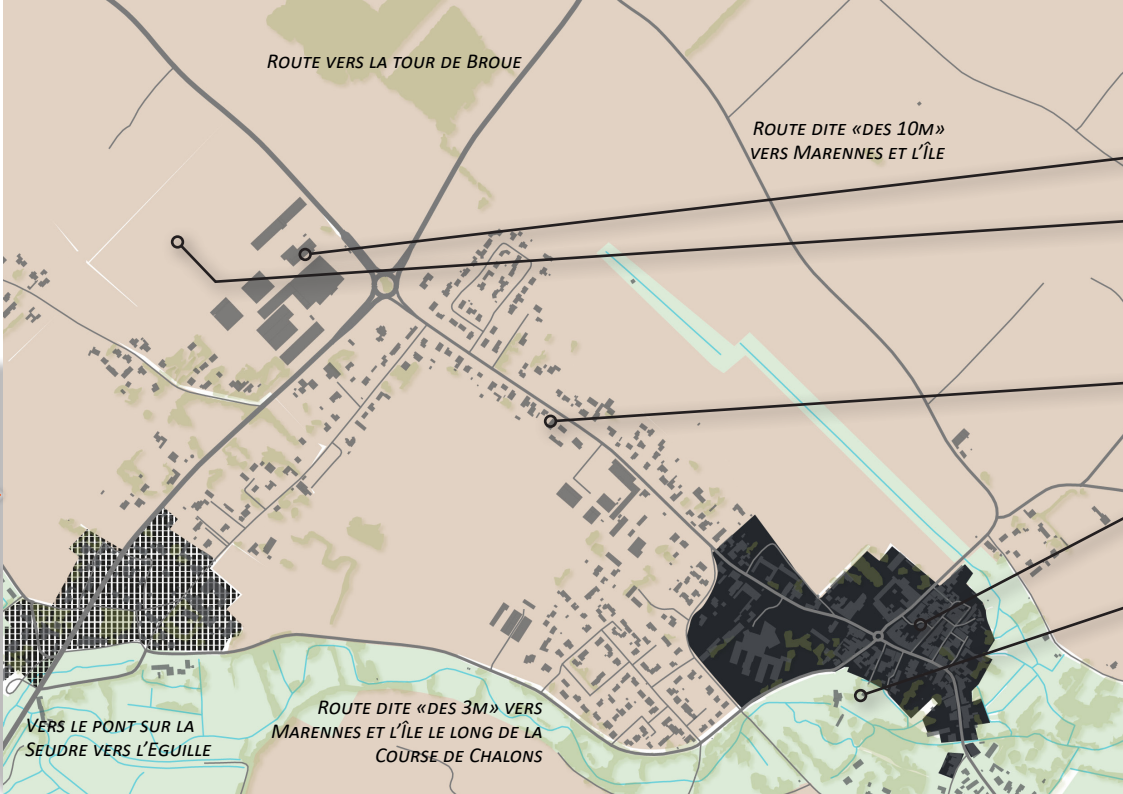 Route vers la tour de Broue
Route dite «des 10m»
vers Marennes et l'Île
Vers le pont sur la
Seudre vers l'Eguille
Route dite «des 3m» vers
Marennes et l'Île le long de la
Course de Chalons